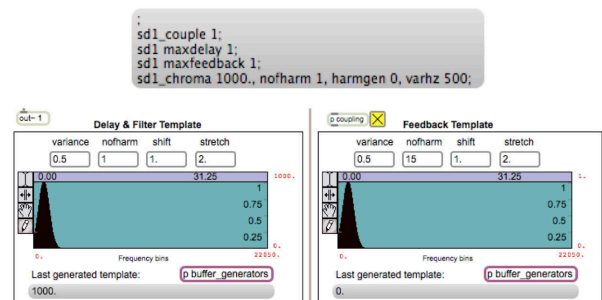 ;
sd1_couple 1;
sd1 maxdelay 1;
sd1 maxfeedback 1;
sd1_chroma 1000., nofharm 1, harmgen 0, varhz 500;
out~ 1
Delay & Filter Template
variance nofharm shift stretch
0.5 1 1. 2.
0.00 31.25 1000.
1
0.75
0.5
0.25
0.
0. Frequency bins 22050.
Last generated template: p buffer_generators
1000.
p coupling
Feedback Template
variance nofharm shift stretch
0.5 15 1. 2.
0.00 31.25 1.
1
0.75
0.5
0.25
0.
0. Frequency bins 22050.
Last generated template: p buffer_generators
0.